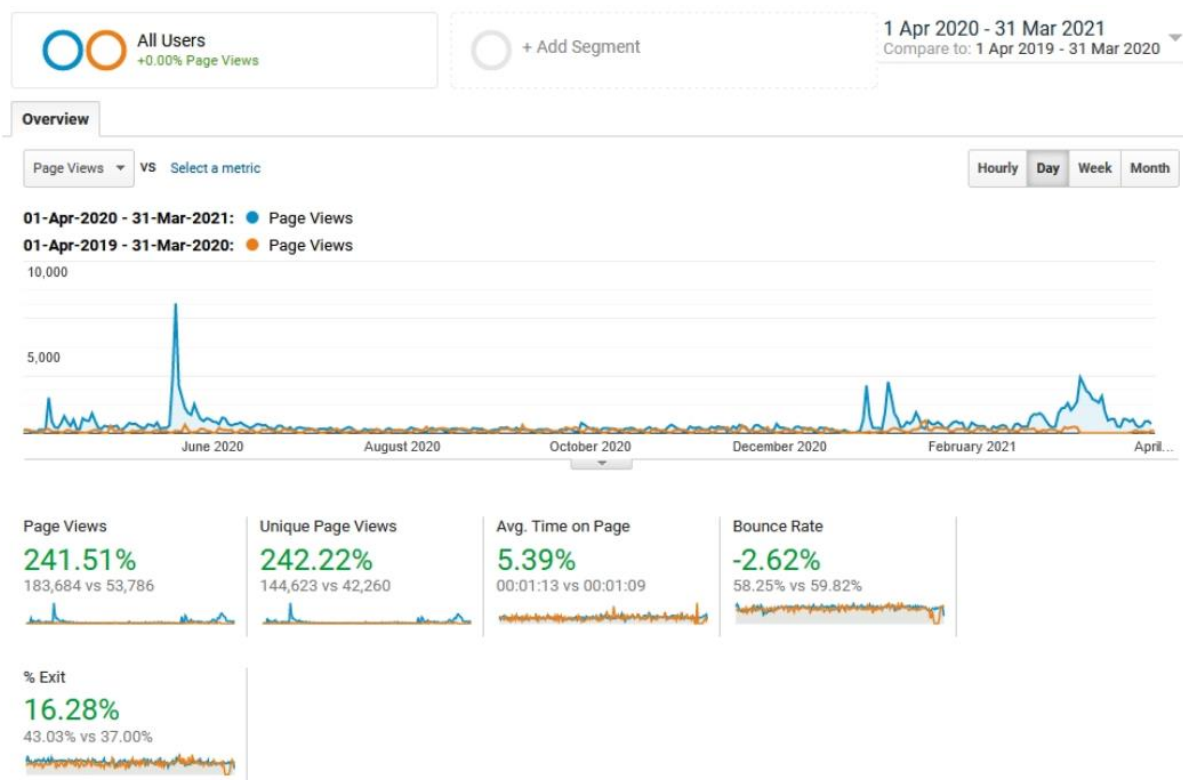 All Users
+0.00% Page Views
+ Add Segment
1 Apr 2020 - 31 Mar 2021
Compare to: 1 Apr 2019 - 31 Mar 2020
Overview
Page Views VS Select a metric
Hourly Day Week Month
01-Apr-2020 - 31-Mar-2021: Page Views
01-Apr-2019 - 31-Mar-2020: Page Views
10,000
5,000
June 2020 August 2020 October 2020 December 2020 February 2021 April...
Page Views
241.51%
183,684 vs 53,786
Unique Page Views
242.22%
144,623 vs 42,260
Avg. Time on Page
5.39%
00:01:13 vs 00:01:09
Bounce Rate
-2.62%
58.25% vs 59.82%
% Exit
16.28%
43.03% vs 37.00%